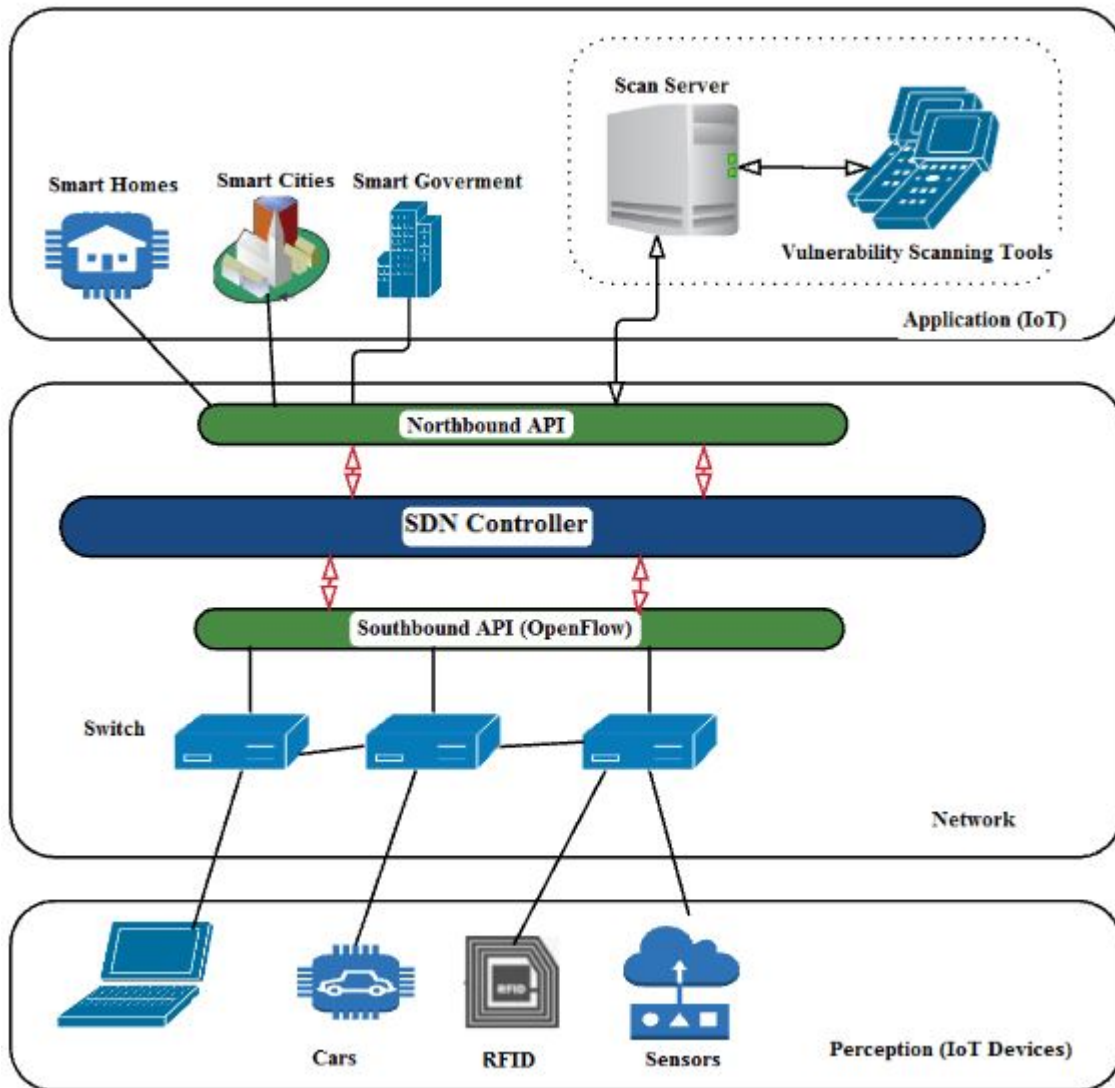 Scan Server
Smart Homes
Smart Cities
Smart Goverment
Vulnerability Scanning Tools
Application (IoT)
Northbound API
SDN Controller
Southbound API (OpenFlow)
Switch
Network
RFID
Cars
RFID
Sensors
Perception (IoT Devices)